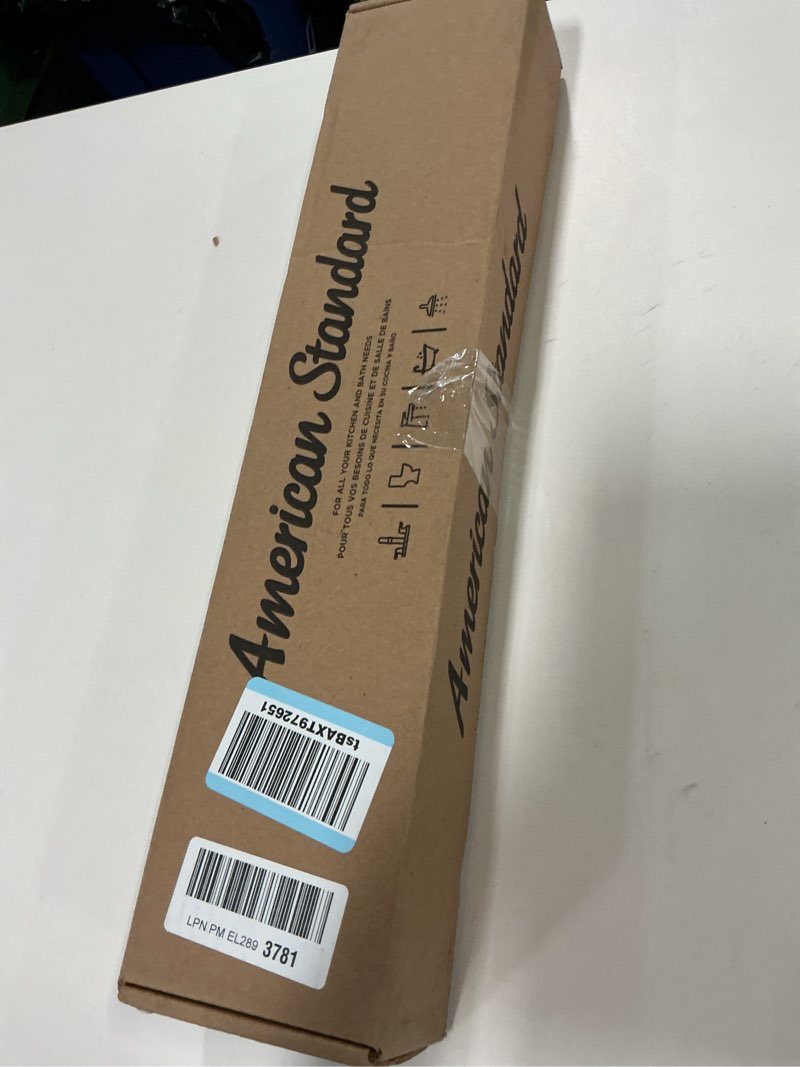 American Standard
FOR ALL YOUR KITCHEN AND BATH NEEDS
POUR TOUS VOS BESOINS DE CUISINE ET DE SALLE DE BAINS
PARA TODO LO QUE NECESITA EN SU COCINA Y BAÑO
American Standard
tsBAXT972651
LPN PM EL289 3781